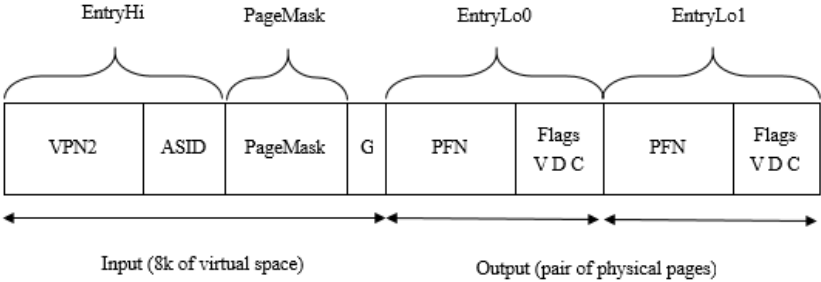 EntryHi PageMask EntryLo0 EntryLo1
VPN2 ASID PageMask G PFN Flags V D C PFN Flags V D C
Input (8k of virtual space) Output (pair of physical pages)